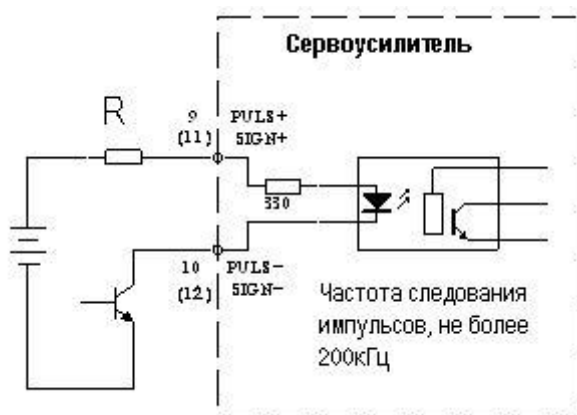 Сервоусилитель
R
9 PULS+
(11) SIGN+
330
10 PULS−
(12) SIGN−
Частота следования
импульсов, не более
200кГц